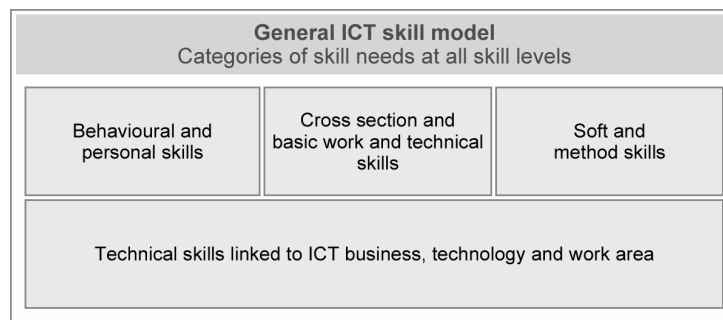 General ICT skill model
Categories of skill needs at all skill levels
Behavioural and
personal skills
Cross section and
basic work and technical
skills
Soft and
method skills
Technical skills linked to ICT business, technology and work area